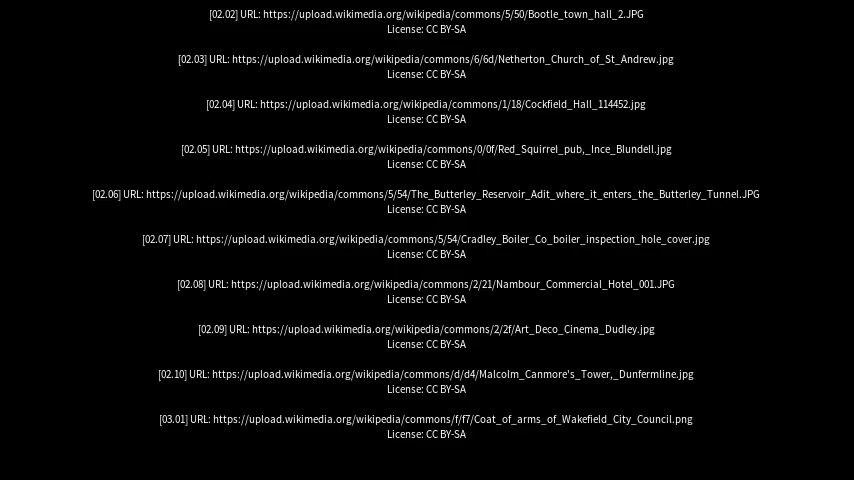 [02.02] URL: https://upload.wikimedia.org/wikipedia/commons/5/50/Bootle_town_hall_2.JPG
License: CC BY-SA
[02.03] URL: https://upload.wikimedia.org/wikipedia/commons/6/6d/Netherton_Church_of_St_Andrew.jpg
License: CC BY-SA
[02.04] URL: https://upload.wikimedia.org/wikipedia/commons/1/18/Cockfield_Hall_114452.jpg
License: CC BY-SA
[02.05] URL: https://upload.wikimedia.org/wikipedia/commons/0/0f/Red_Squirrel_pub,_Ince_Blundell.jpg
License: CC BY-SA
[02.06] URL: https://upload.wikimedia.org/wikipedia/commons/5/54/The_Butterley_Reservoir_Adit_where_it_enters_the_Butterley_Tunnel.JPG
License: CC BY-SA
[02.07] URL: https://upload.wikimedia.org/wikipedia/commons/5/54/Cradley_Boiler_Co_boiler_inspection_hole_cover.jpg
License: CC BY-SA
[02.08] URL: https://upload.wikimedia.org/wikipedia/commons/2/21/Nambour_Commercial_Hotel_001.JPG
License: CC BY-SA
[02.09] URL: https://upload.wikimedia.org/wikipedia/commons/2/2f/Art_Deco_Cinema_Dudley.jpg
License: CC BY-SA
[02.10] URL: https://upload.wikimedia.org/wikipedia/commons/d/d4/Malcolm_Canmore's_Tower,_Dunfermline.jpg
License: CC BY-SA
[03.01] URL: https://upload.wikimedia.org/wikipedia/commons/f/f7/Coat_of_arms_of_Wakefield_City_Council.png
License: CC BY-SA